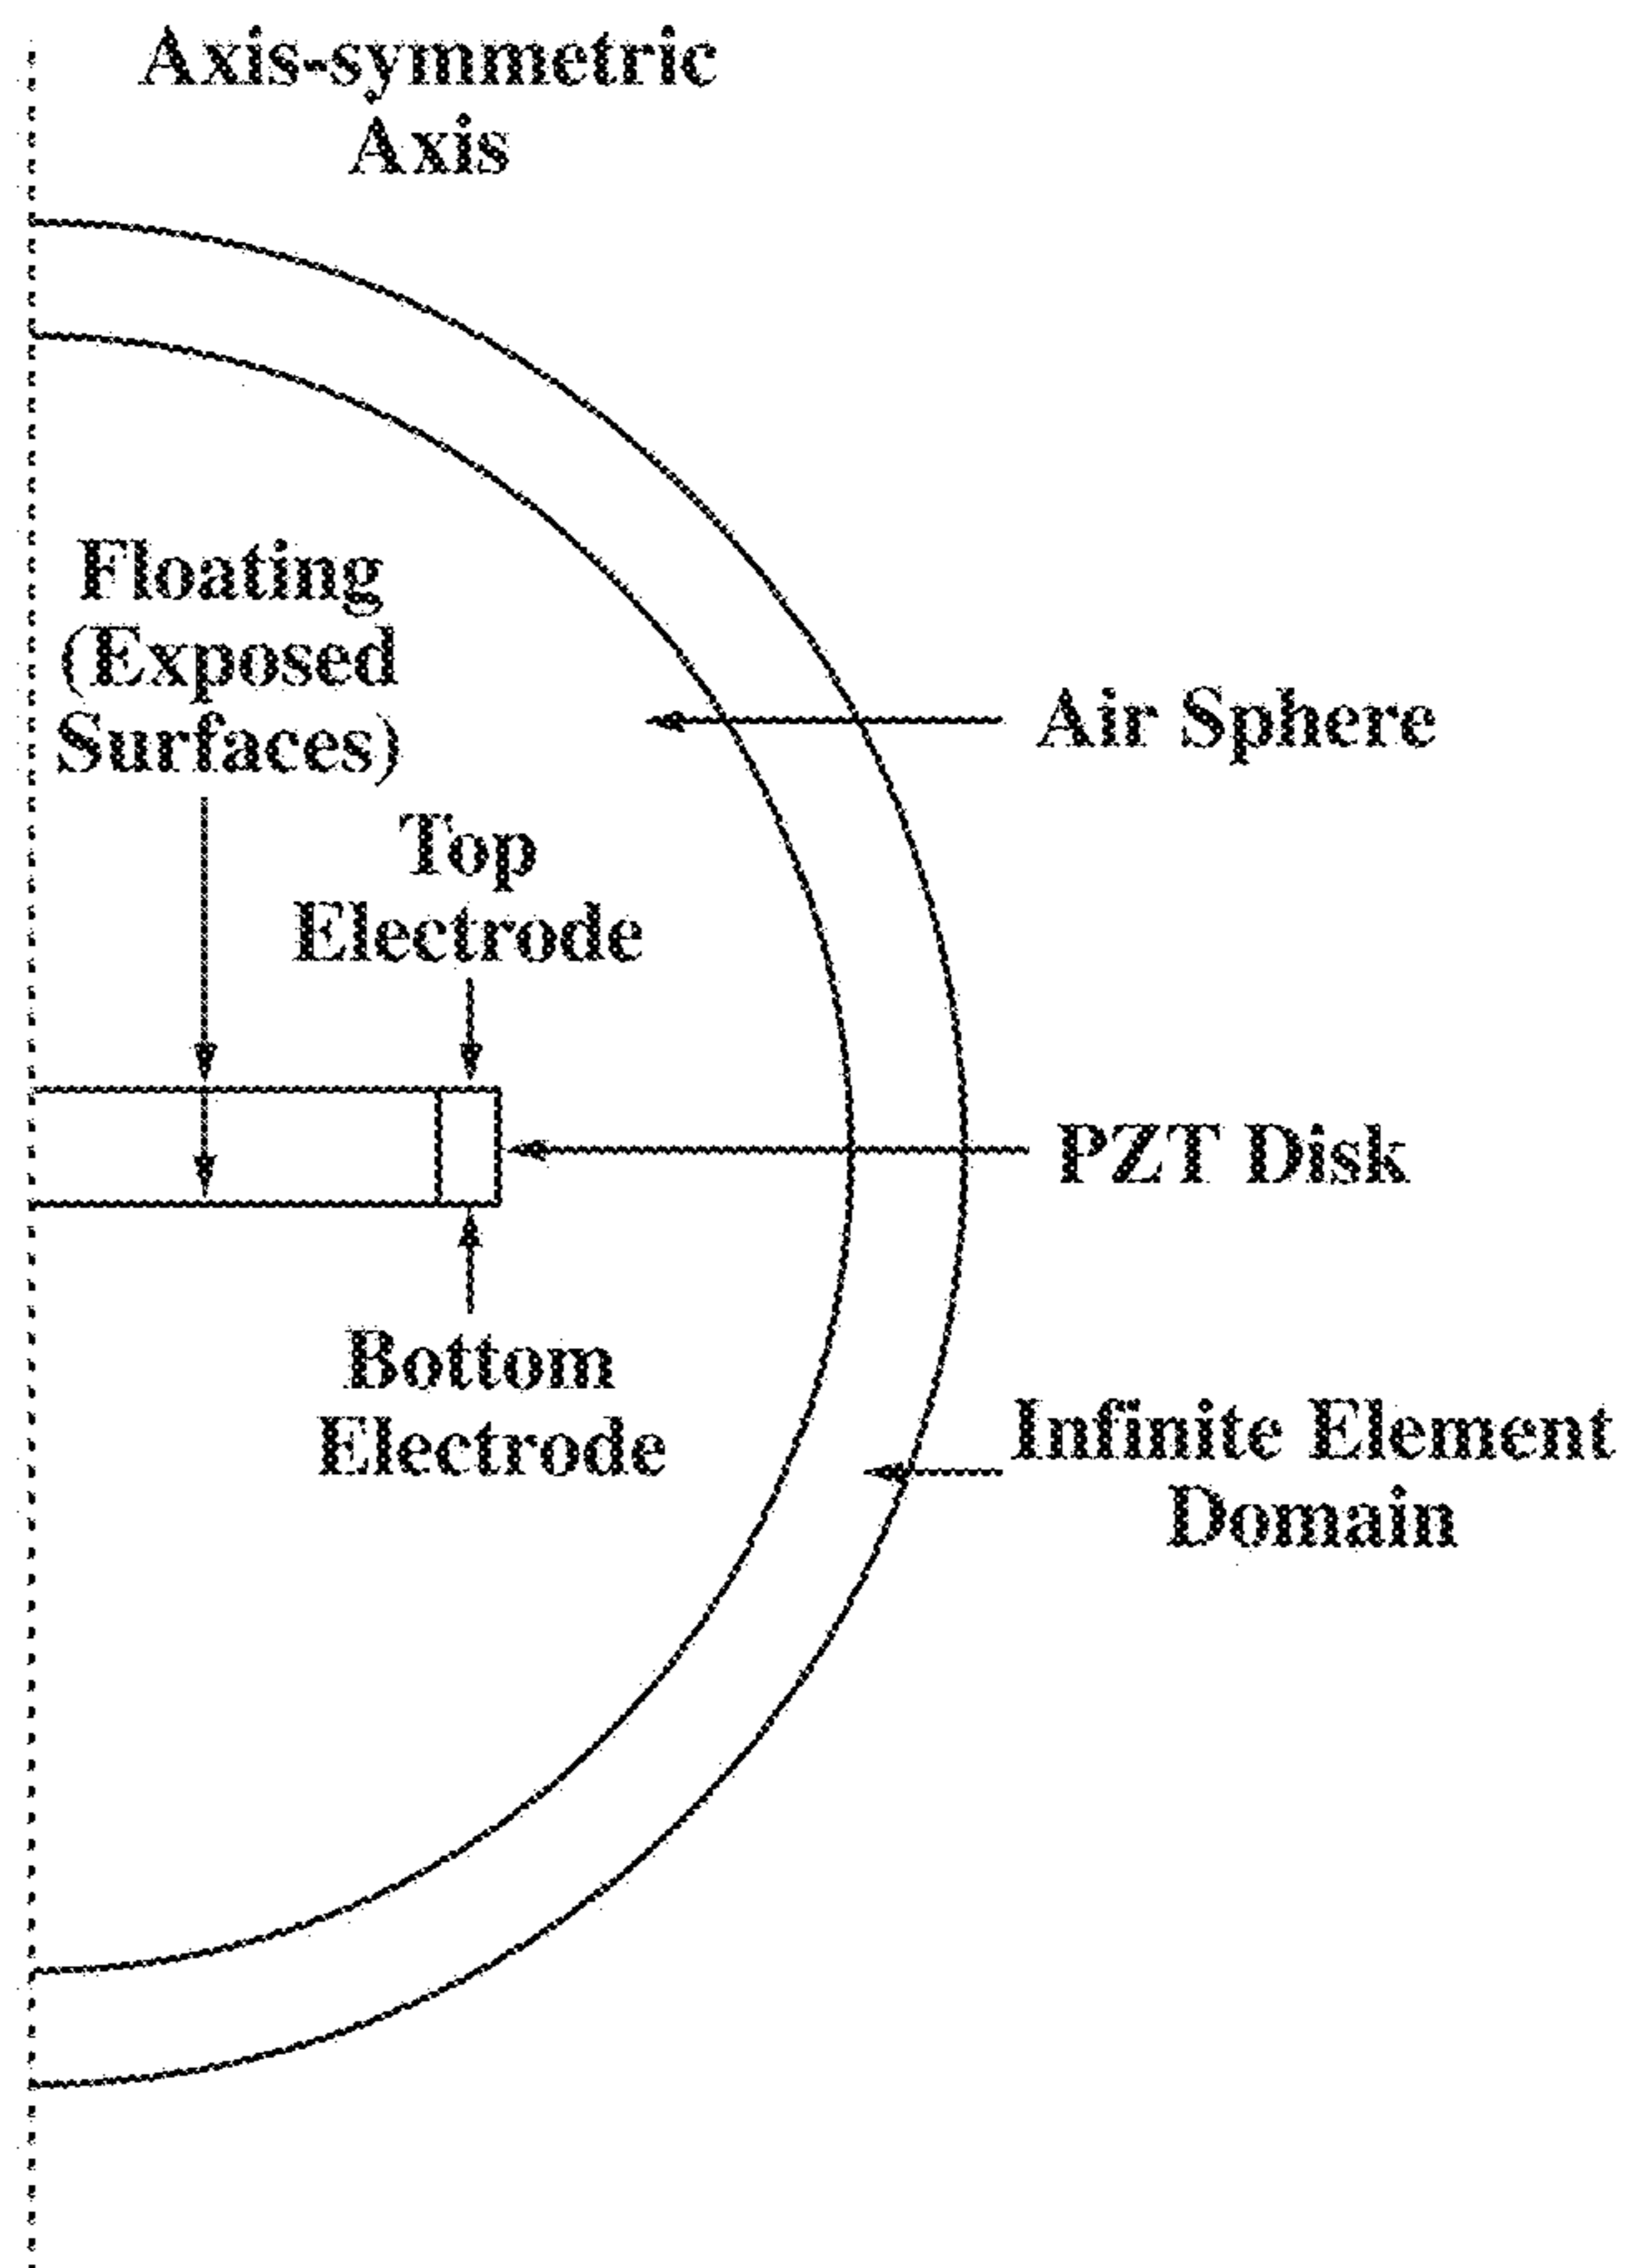 Axis-symmetric
Axis
Floating
(Exposed
Surfaces)
Air Sphere
Top
Electrode
PZT Disk
Bottom
Electrode
Infinite Element
Domain